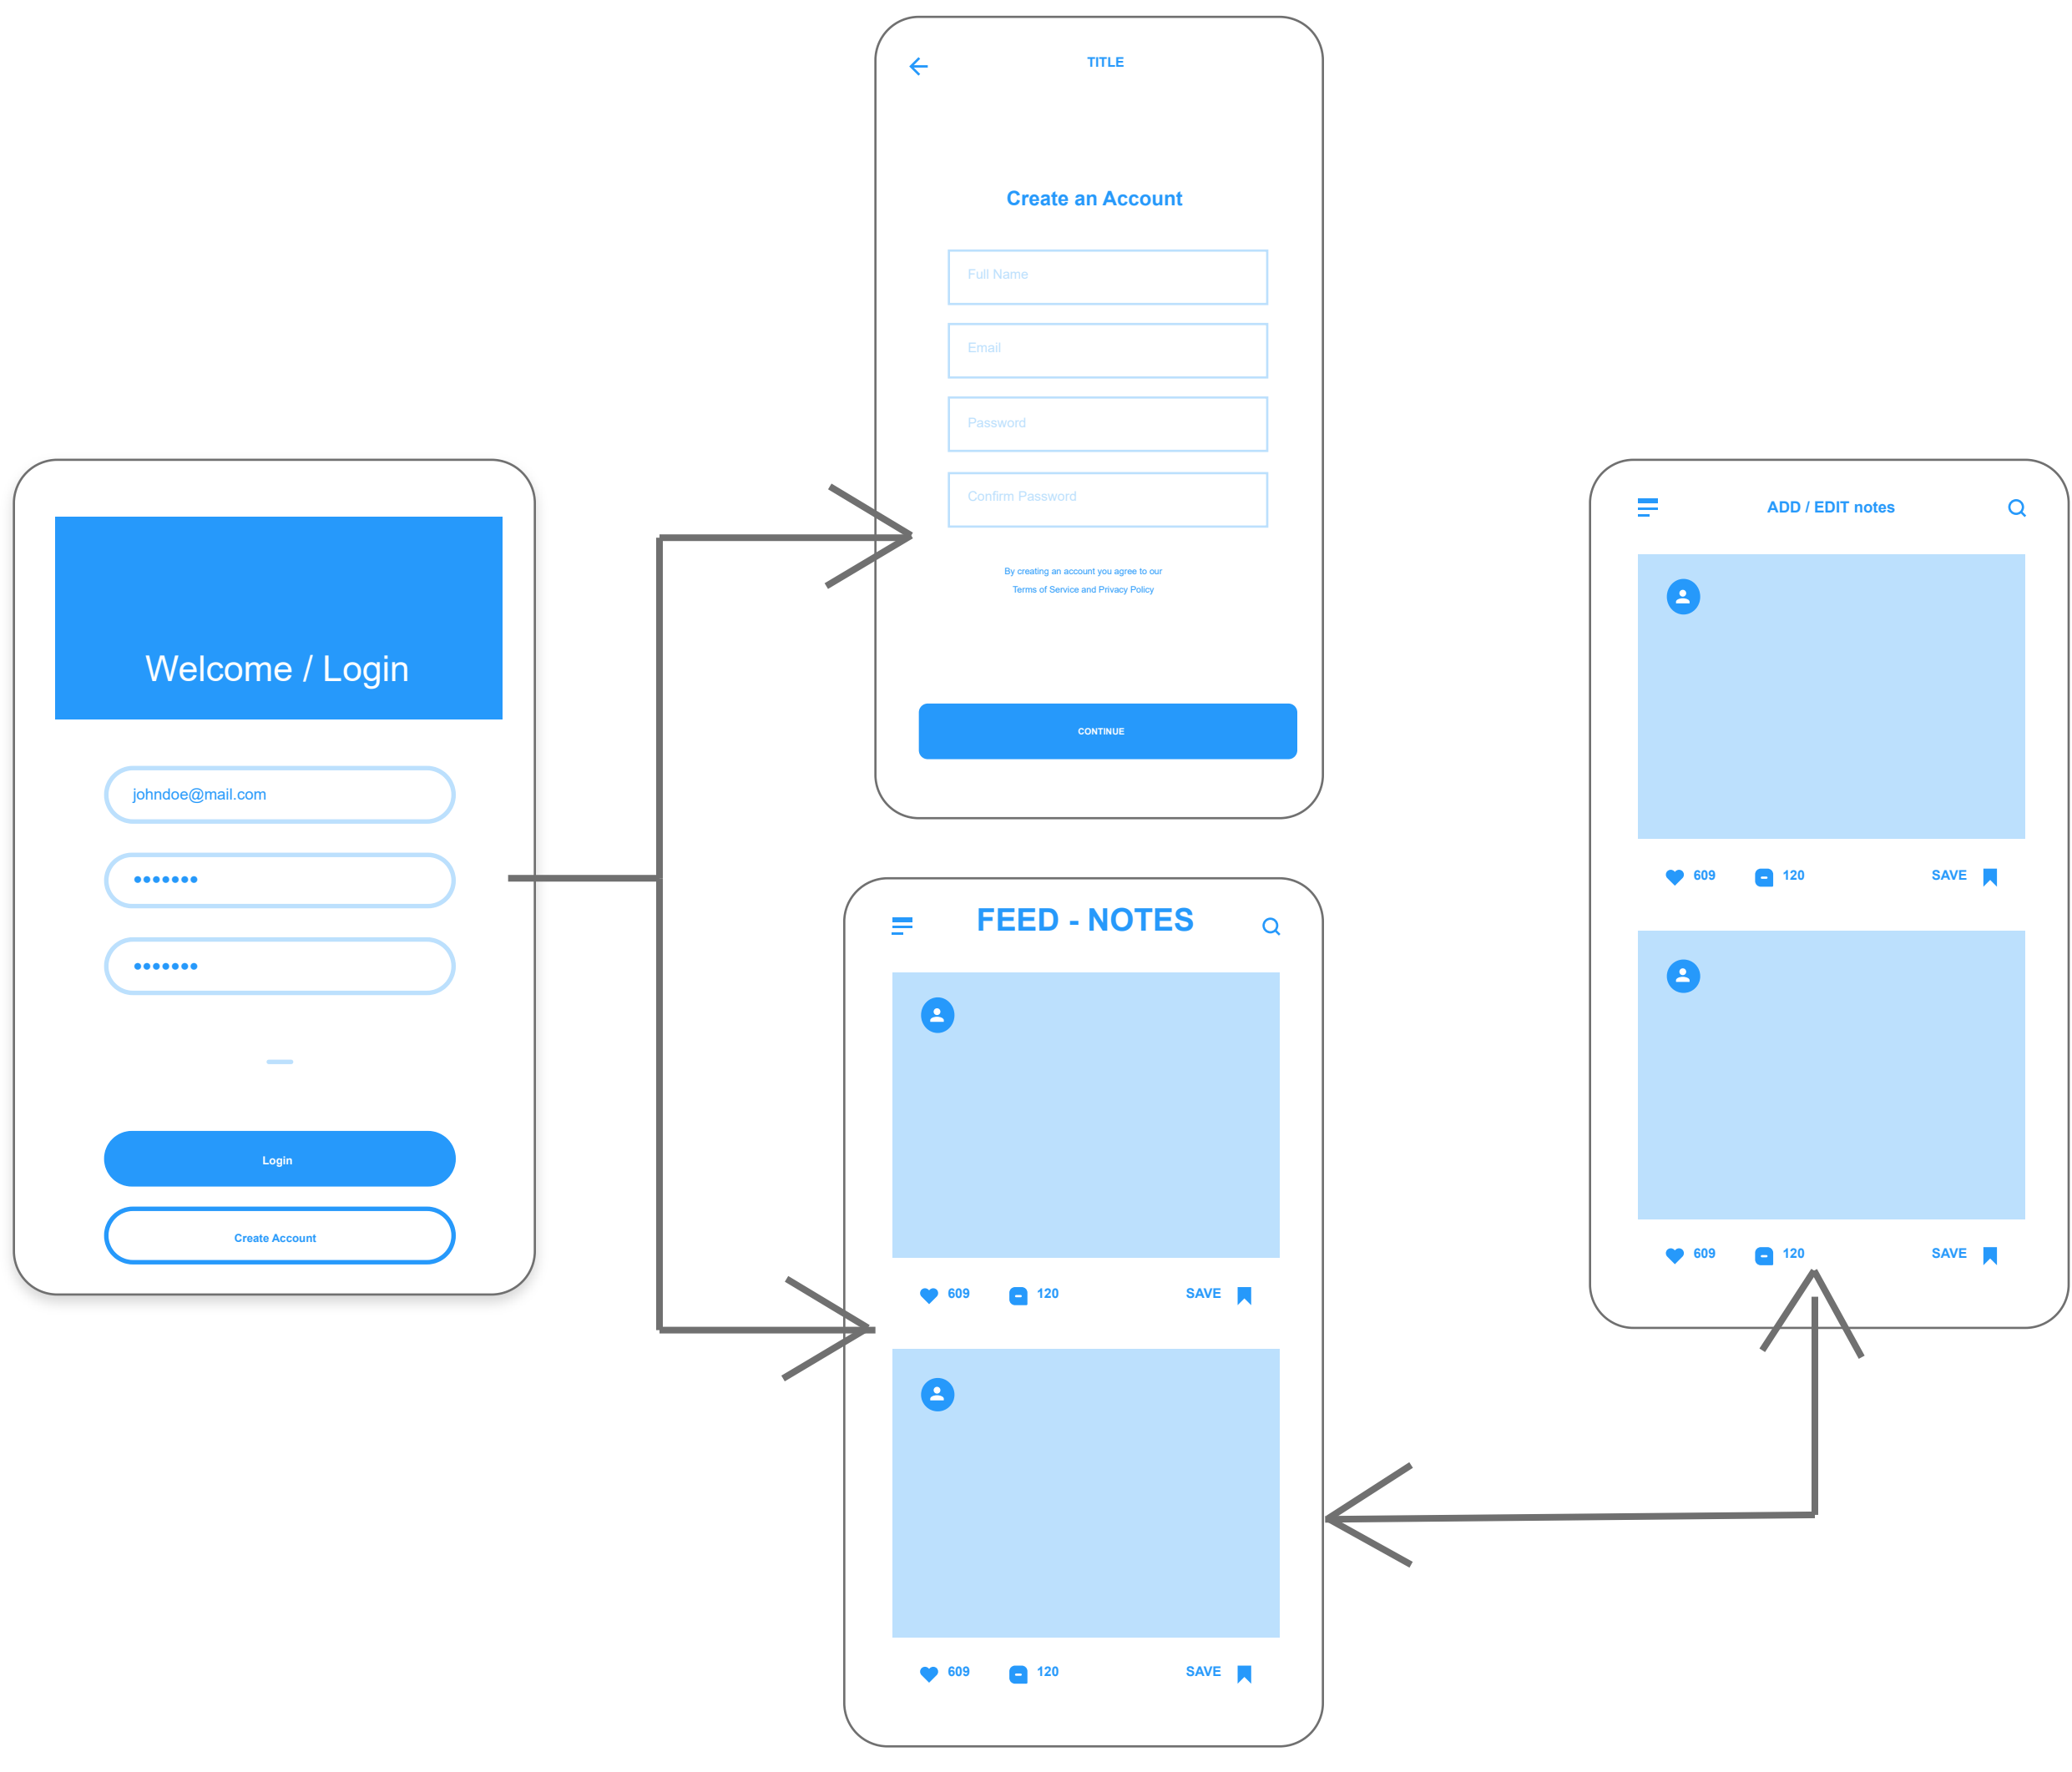 Welcome / Login
johndoe@mail.com
•••••••
•••••••
Login
Create Account
TITLE
Create an Account
Full Name
Email
Password
Confirm Password
By creating an account you agree to our
Terms of Service and Privacy Policy
CONTINUE
FEED - NOTES
609 120 SAVE
609 120 SAVE
ADD / EDIT notes
609 120 SAVE
609 120 SAVE